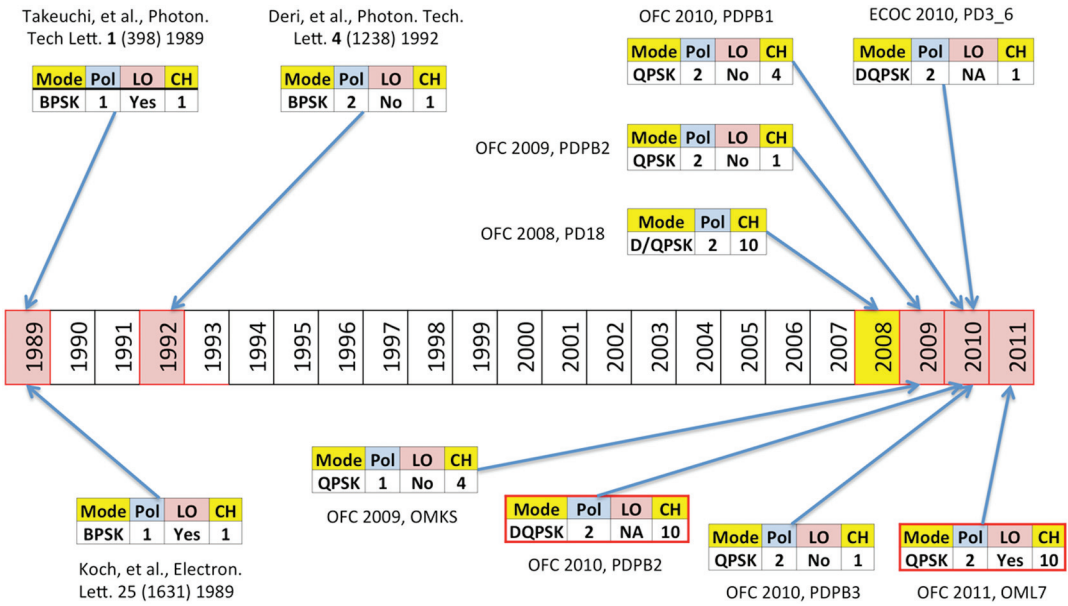 Takeuchi, et al., Photon.
Tech Lett. 1 (398) 1989
Mode Pol LO CH
BPSK 1 Yes 1
Deri, et al., Photon. Tech.
Lett. 4 (1238) 1992
Mode Pol LO CH
BPSK 2 No 1
OFC 2010, PDPB1
Mode Pol LO CH
QPSK 2 No 4
ECOC 2010, PD3_6
Mode Pol LO CH
DQPSK 2 NA 1
OFC 2009, PDPB2
Mode Pol LO CH
QPSK 2 No 1
OFC 2008, PD18
Mode Pol CH
D/QPSK 2 10
1989 1990 1991 1992 1993 1994 1995 1996 1997 1998 1999 2000 2001 2002 2003 2004 2005 2006 2007 2008 2009 2010 2011
Mode Pol LO CH
BPSK 1 Yes 1
Koch, et al., Electron.
Lett. 25 (1631) 1989
Mode Pol LO CH
QPSK 1 No 4
OFC 2009, OMKS
Mode Pol LO CH
DQPSK 2 NA 10
OFC 2010, PDPB2
Mode Pol LO CH
QPSK 2 No 1
OFC 2010, PDPB3
Mode Pol LO CH
QPSK 2 Yes 10
OFC 2011, OML7